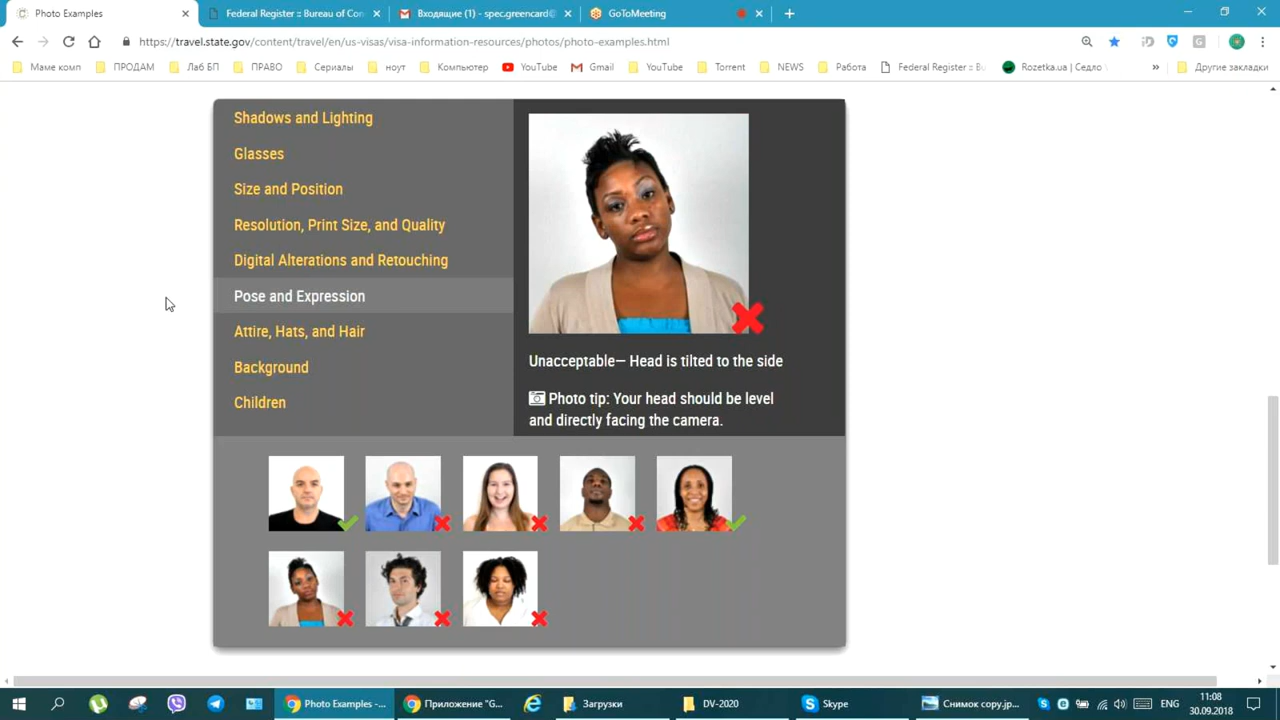 Photo Examples
Federal Register :: Bureau of Con
Входящие (1) - spec.greencard@
GoToMeeting
https://travel.state.gov/content/travel/en/us-visas/visa-information-resources/photos/photo-examples.html
Маме комп
ПРОДАМ
Лаб БП
ПРАВО
Сериалы
ноут
Компьютер
YouTube
Gmail
YouTube
Torrent
NEWS
Работа
Federal Register :: Bu
Rozetka.ua | Седло
Другие закладки
Shadows and Lighting
Glasses
Size and Position
Resolution, Print Size, and Quality
Digital Alterations and Retouching
Pose and Expression
Attire, Hats, and Hair
Background
Children
Unacceptable— Head is tilted to the side
Photo tip: Your head should be level
and directly facing the camera.
Photo Examples -...
Приложение "G...
Загрузки
DV-2020
Skype
Снимок copy.jp...
ENG
11:08
30.09.2018